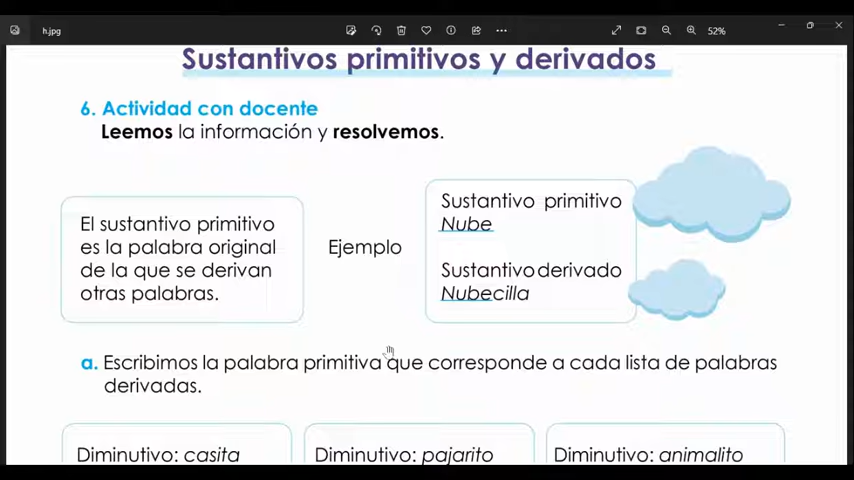 h.jpg
52%
Sustantivos primitivos y derivados
6. Actividad con docente
Leemos la información y resolvemos.
El sustantivo primitivo
es la palabra original
de la que se derivan
otras palabras.
Ejemplo
Sustantivo primitivo
Nube
Sustantivo derivado
Nubecilla
a. Escribimos la palabra primitiva que corresponde a cada lista de palabras
derivadas.
Diminutivo: casita
Diminutivo: pajarito
Diminutivo: animalito